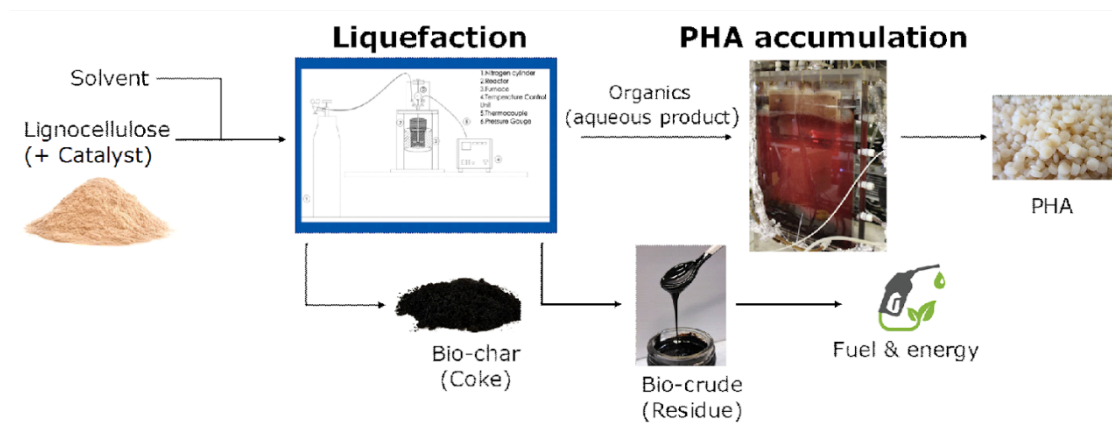 Liquefaction
PHA accumulation
Solvent
Lignocellulose
(+ Catalyst)
1.Nitrogen cylinder
2.Reactor
3.Furnace
4.Temperature Control
Unit
5.Thermocouple
6.Pressure Gauge
Organics
(aqueous product)
PHA
Bio-char
(Coke)
Bio-crude
(Residue)
Fuel & energy